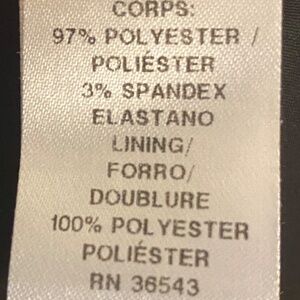 CORPS:
97% POLYESTER /
POLIÉSTER
3% SPANDEX
ELASTANO
LINING/
FORRO/
DOUBLURE
100% POLYESTER
POLIÉSTER
RN 36543